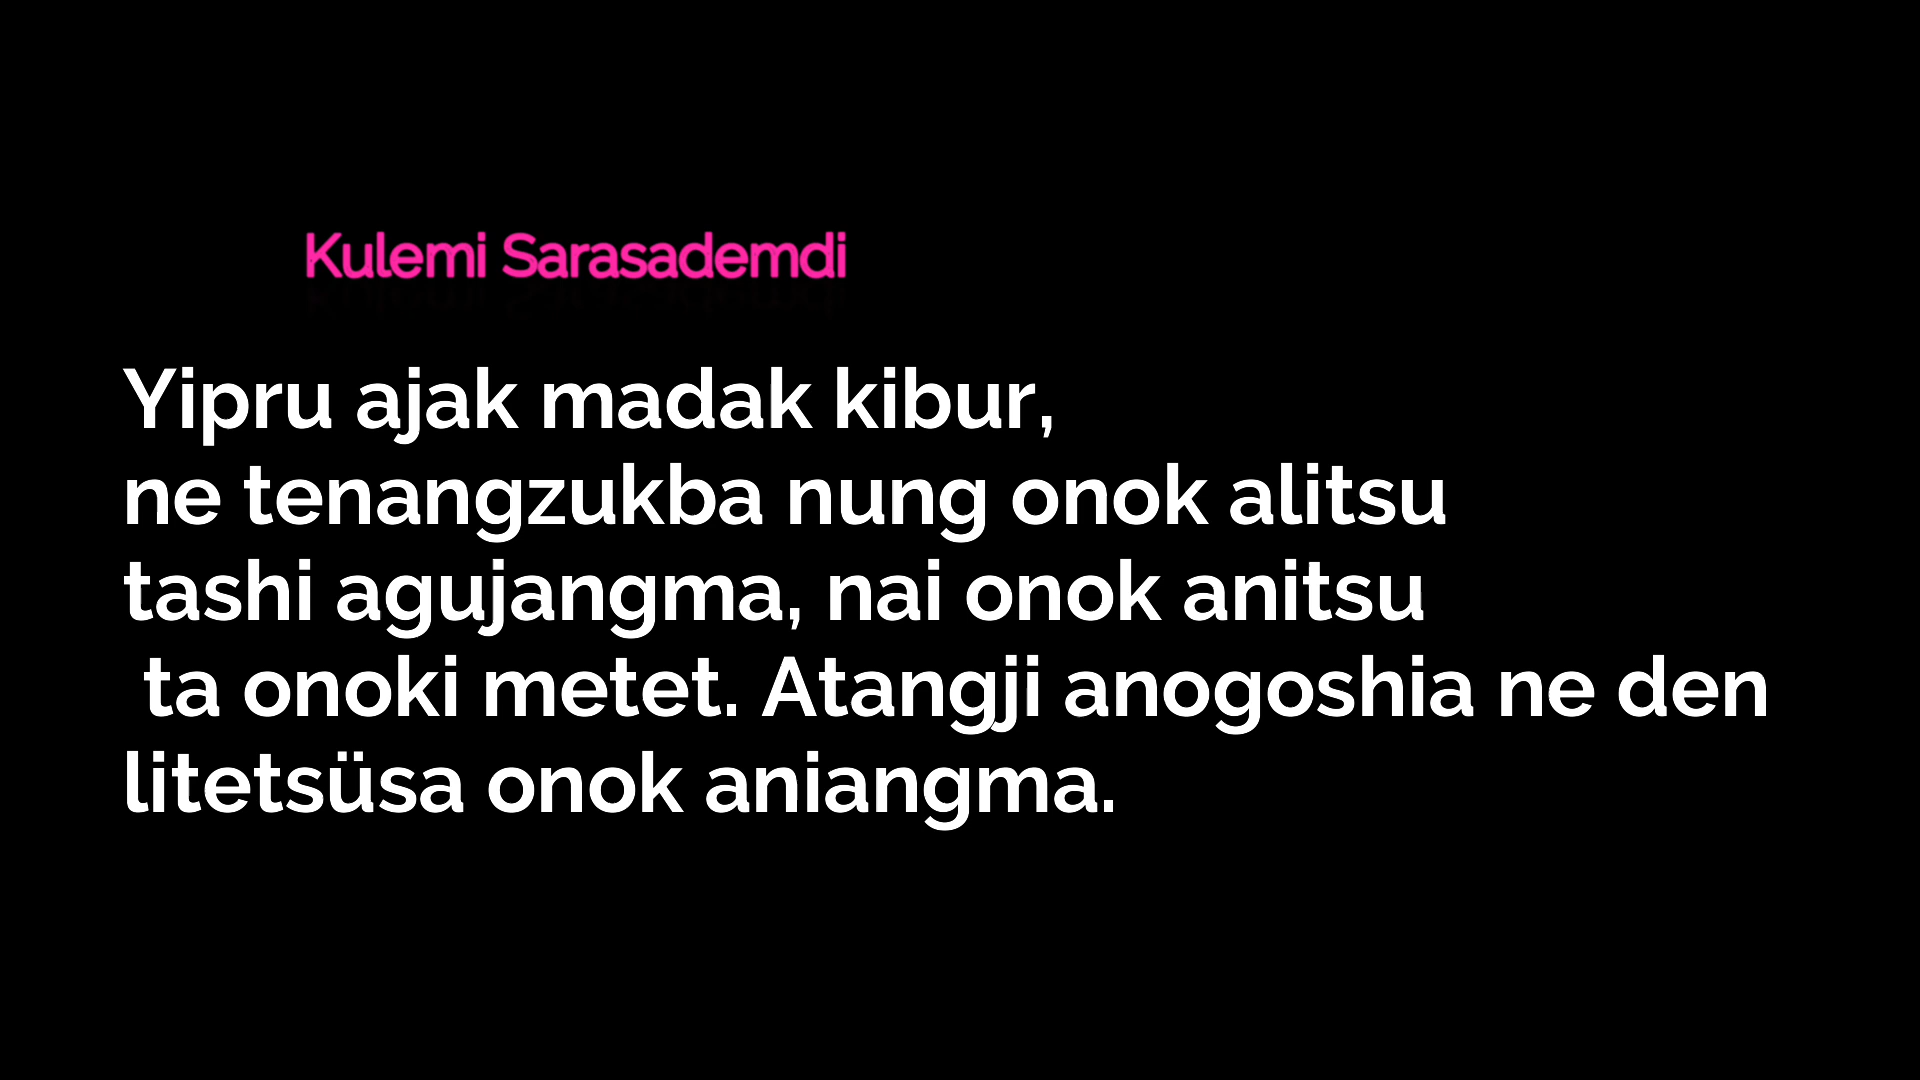 Kulemi Sarasademdi
Yipru ajak madak kibur,
ne tenangzukba nung onok alitsu
tashi agujangma, nai onok anitsu
ta onoki metet. Atangji anogoshia ne den
litetsüsa onok aniangma.